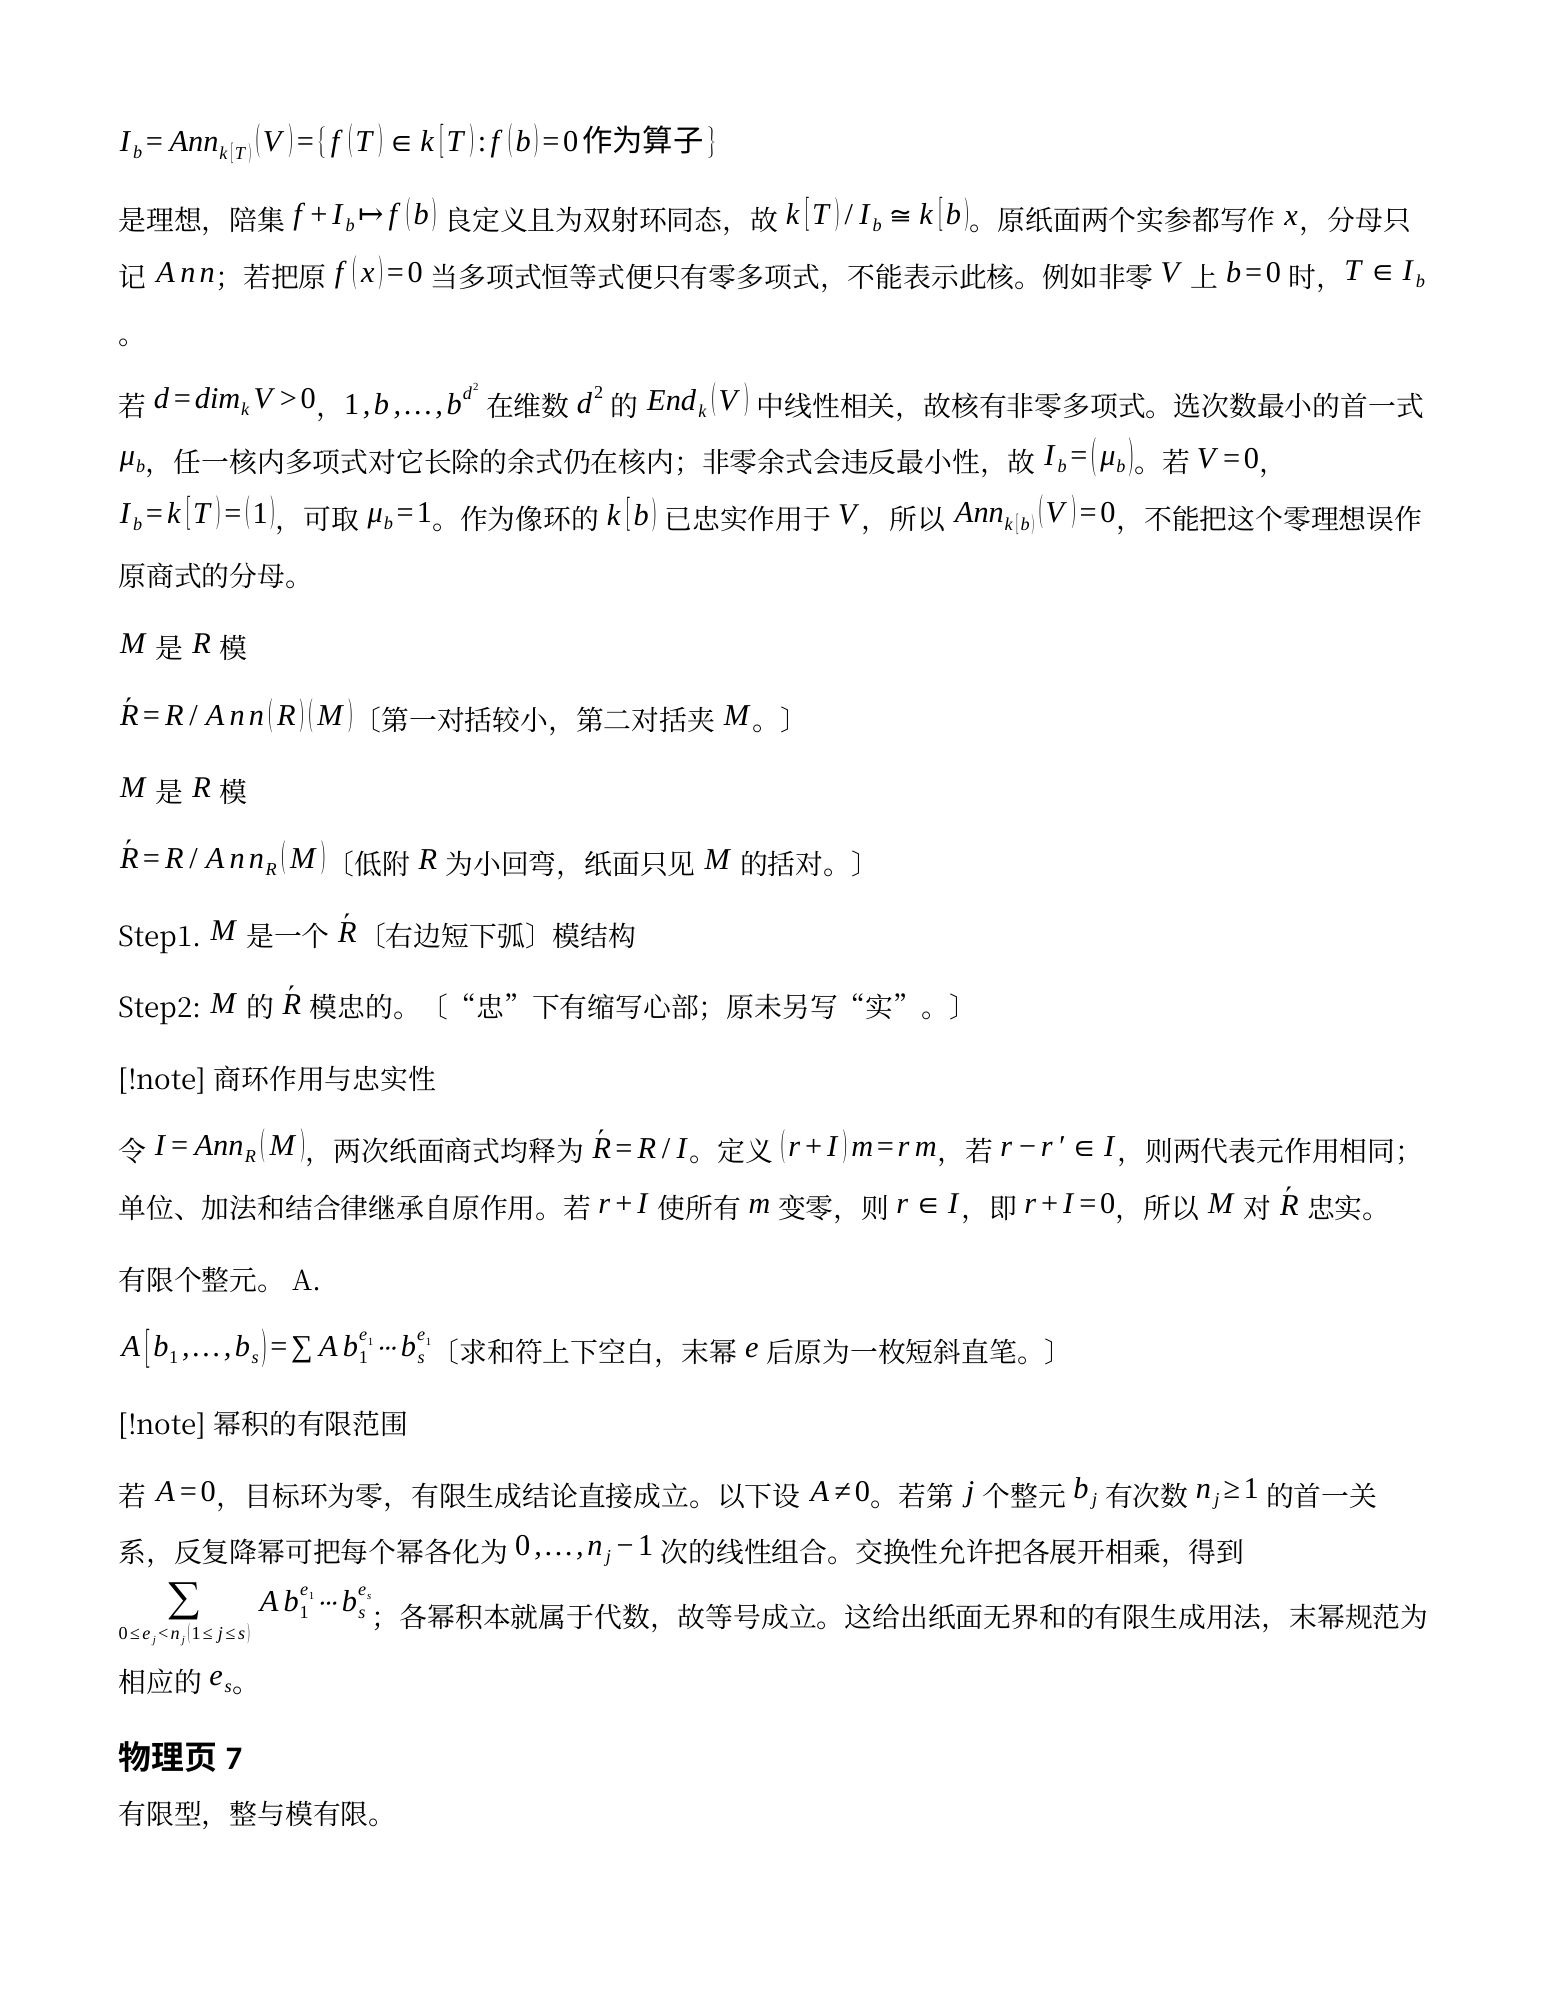 I_b=Ann_{k[T]}(V)={f(T)∈k[T]:f(b)=0作为算子}
是理想，陪集 f+I_b↦f(b) 良定义且为双射环同态，故 k[T]/I_b≅k[b]。原纸面两个实参都写作 x，分母只
记 Ann；若把原 f(x)=0 当多项式恒等式便只有零多项式，不能表示此核。例如非零 V 上 b=0 时，T∈I_b
。
若 d=dim_k V>0，1,b,…,b^{d^2} 在维数 d^2 的 End_k(V) 中线性相关，故核有非零多项式。选次数最小的首一式
μ_b，任一核内多项式对它长除的余式仍在核内；非零余式会违反最小性，故 I_b=(μ_b)。若 V=0，
I_b=k[T]=(1)，可取 μ_b=1。作为像环的 k[b] 已忠实作用于 V，所以 Ann_{k[b]}(V)=0，不能把这个零理想误作
原商式的分母。
M 是 R 模
Ŕ=R/Ann(R)(M)〔第一对括较小，第二对括夹 M。〕
M 是 R 模
Ŕ=R/Ann_R(M)〔低附 R 为小回弯，纸面只见 M 的括对。〕
Step1. M 是一个 Ŕ〔右边短下弧〕模结构
Step2: M 的 Ŕ 模忠的。〔“忠”下有缩写心部；原未另写“实”。〕
[!note] 商环作用与忠实性
令 I=Ann_R(M)，两次纸面商式均释为 Ŕ=R/I。定义 (r+I)m=rm，若 r−r′∈I，则两代表元作用相同；
单位、加法和结合律继承自原作用。若 r+I 使所有 m 变零，则 r∈I，即 r+I=0，所以 M 对 Ŕ 忠实。
有限个整元。 A.
A[b_1,…,b_s)=∑Ab_1^{e_1}⋯b_s^{e_1}〔求和符上下空白，末幂 e 后原为一枚短斜直笔。〕
[!note] 幂积的有限范围
若 A=0，目标环为零，有限生成结论直接成立。以下设 A≠0。若第 j 个整元 b_j 有次数 n_j≥1 的首一关
系，反复降幂可把每个幂各化为 0,…,n_j−1 次的线性组合。交换性允许把各展开相乘，得到
∑_{0≤e_j<n_j(1≤j≤s)} Ab_1^{e_1}⋯b_s^{e_s}；各幂积本就属于代数，故等号成立。这给出纸面无界和的有限生成用法，末幂规范为
相应的 e_s。
物理页 7
有限型，整与模有限。